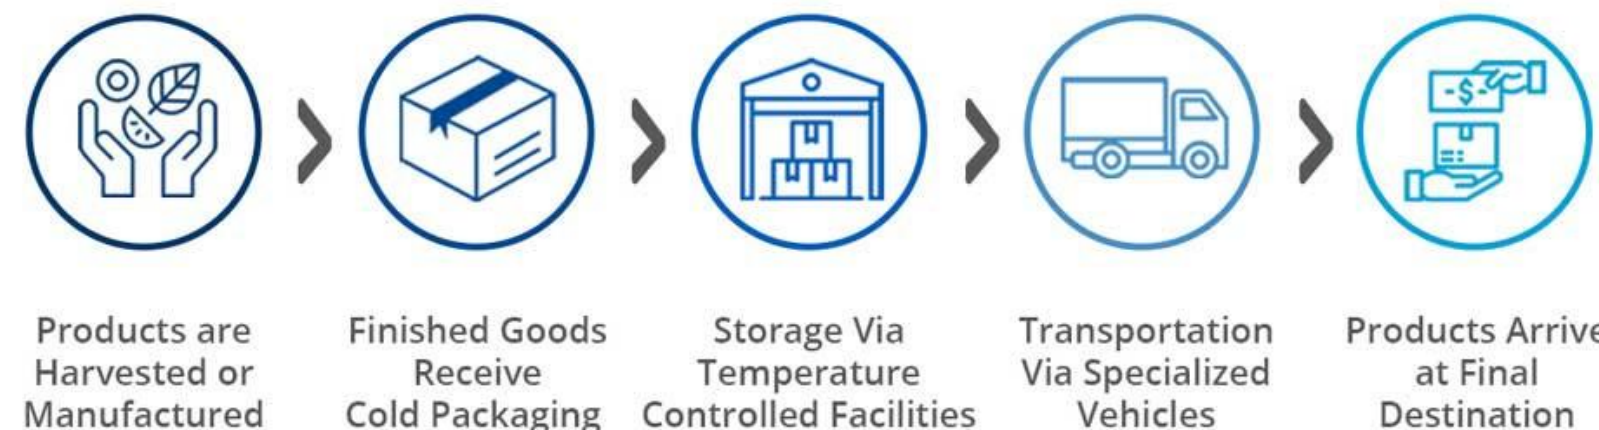 Products are
Harvested or
Manufactured
Finished Goods
Receive
Cold Packaging
Storage Via
Temperature
Controlled Facilities
Transportation
Via Specialized
Vehicles
Products Arrive
at Final
Destination
-$-